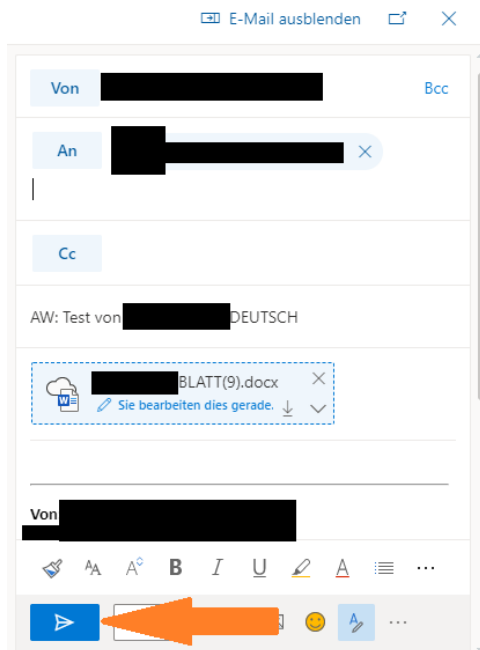 E-Mail ausblenden
Von
Bcc
An
Cc
AW: Test von DEUTSCH
BLATT(9).docx
Sie bearbeiten dies gerade.
Von
B I U A